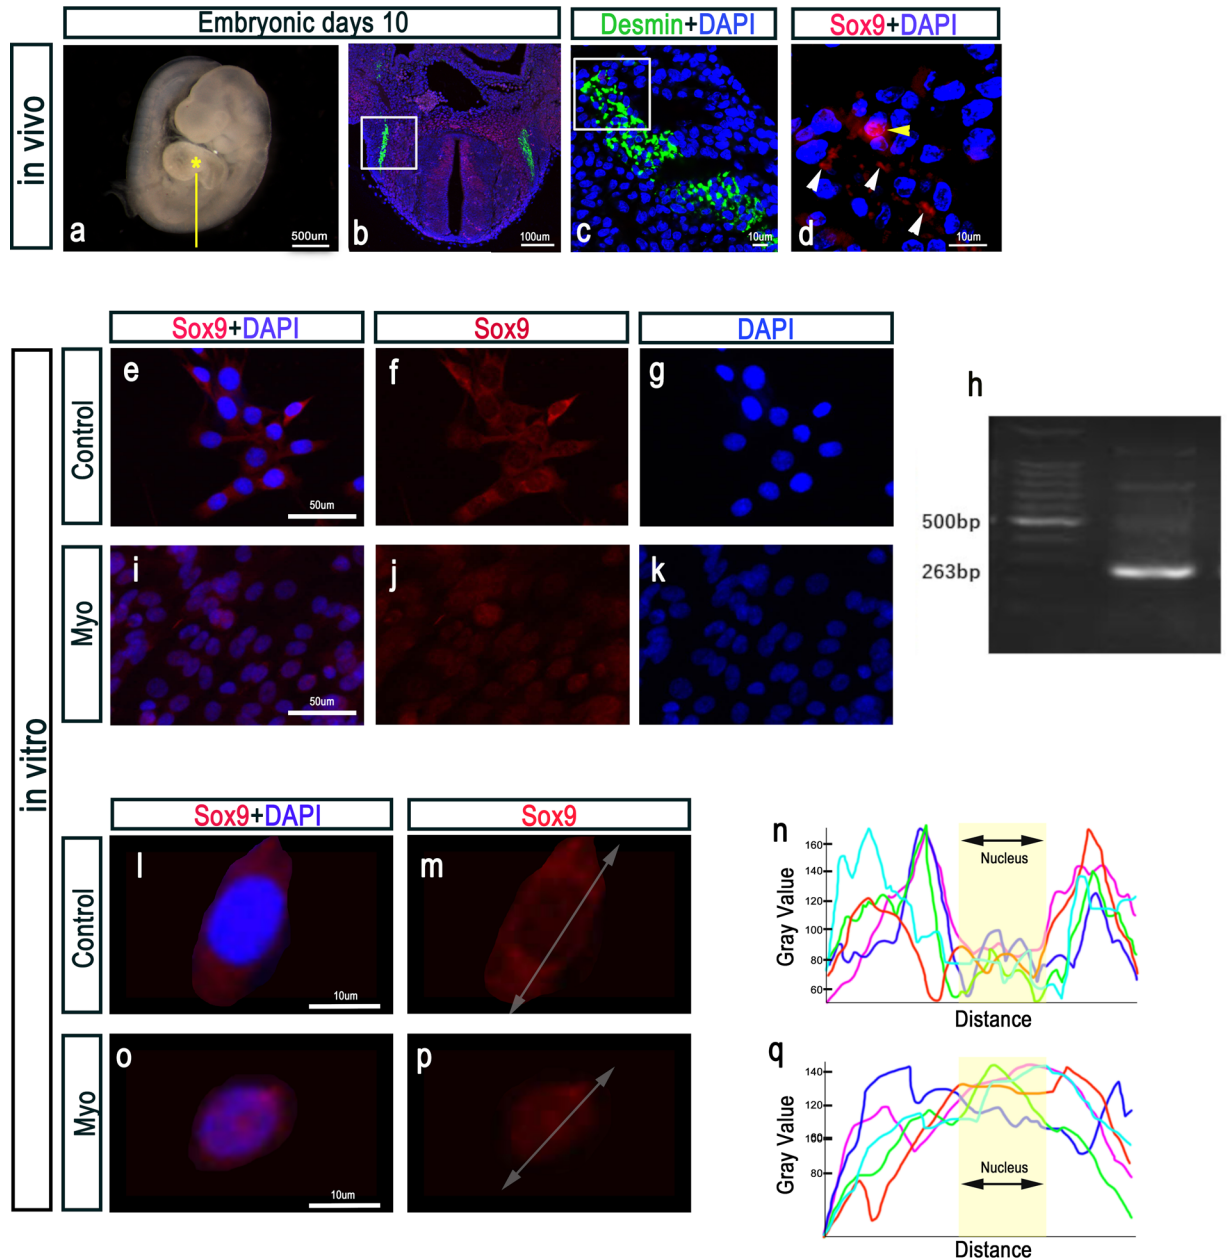 Embryonic days 10
Desmin+DAPI
Sox9+DAPI
in vivo
*
a
500um
b
100um
c
10um
d
10um
Sox9+DAPI
Sox9
DAPI
in vitro
Control
e
50um
f
g
h
500bp
263bp
Myo
i
50um
j
k
Sox9+DAPI
Sox9
Control
l
10um
m
n
Gray Value
160
140
120
100
80
60
Nucleus
Distance
Myo
o
10um
p
q
Gray Value
140
120
100
80
Nucleus
Distance